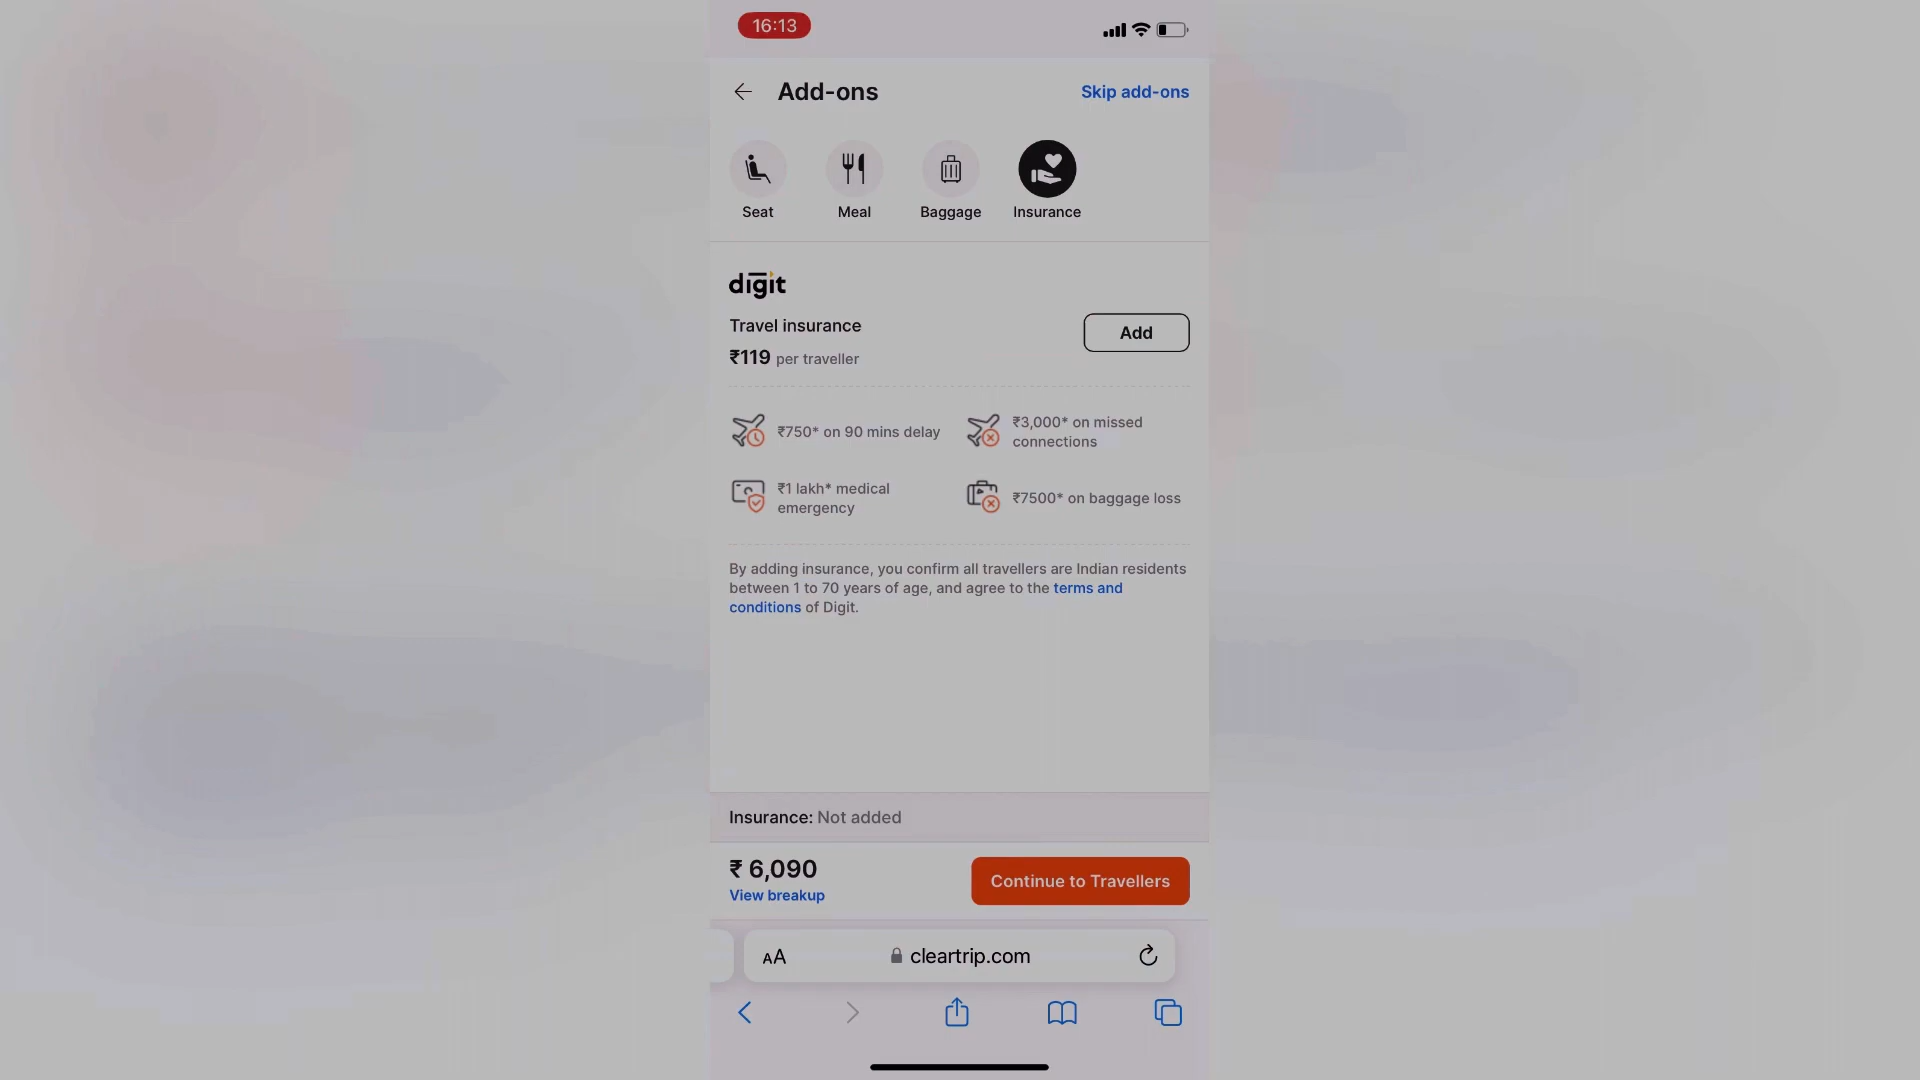 16:13
Add-ons
Skip add-ons
Seat
Meal
Baggage
Insurance
digit
Travel insurance
₹119 per traveller
Add
₹750* on 90 mins delay
₹3,000* on missed
connections
₹1 lakh* medical
emergency
₹7500* on baggage loss
By adding insurance, you confirm all travellers are Indian residents
between 1 to 70 years of age, and agree to the terms and
conditions of Digit.
Insurance: Not added
₹ 6,090
View breakup
Continue to Travellers
AA
cleartrip.com